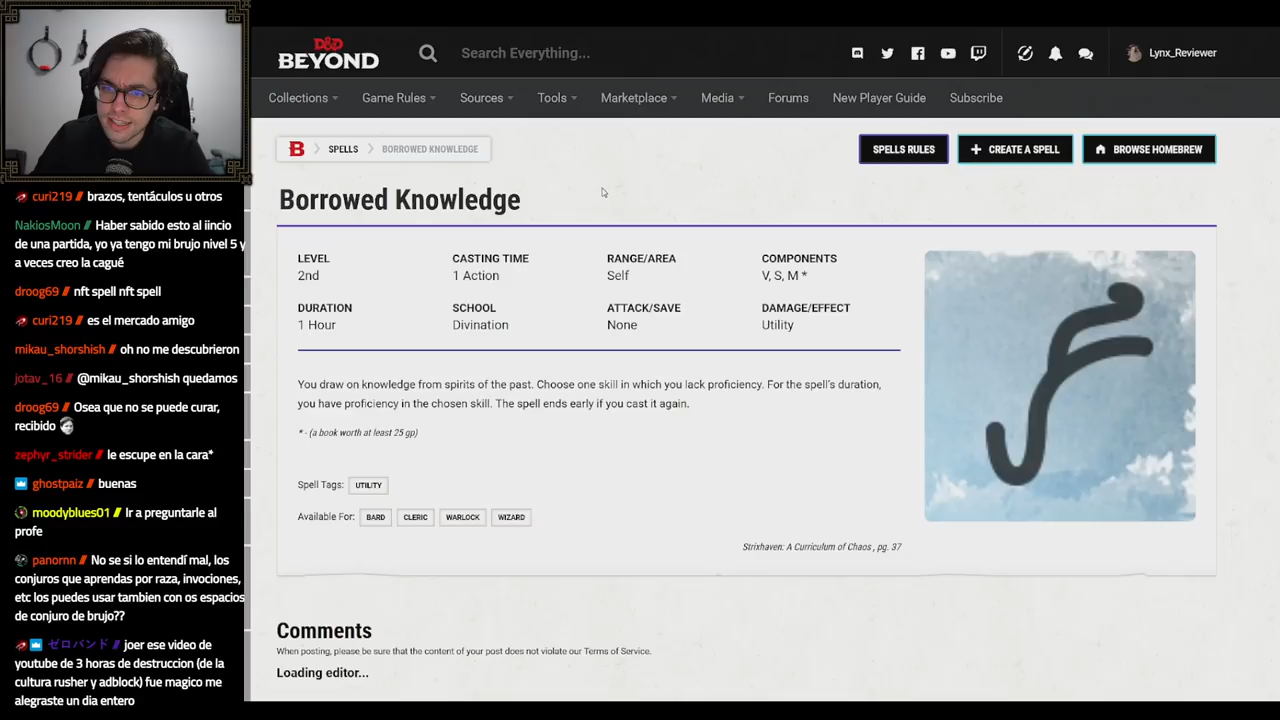 D&D
BEYOND
Search Everything...
Lynx_Reviewer
Collections
Game Rules
Sources
Tools
Marketplace
Media
Forums
New Player Guide
Subscribe
B
SPELLS
BORROWED KNOWLEDGE
SPELLS RULES
+ CREATE A SPELL
BROWSE HOMEBREW
Borrowed Knowledge
LEVEL
2nd
CASTING TIME
1 Action
RANGE/AREA
Self
COMPONENTS
V, S, M *
DURATION
1 Hour
SCHOOL
Divination
ATTACK/SAVE
None
DAMAGE/EFFECT
Utility
You draw on knowledge from spirits of the past. Choose one skill in which you lack proficiency. For the spell's duration,
you have proficiency in the chosen skill. The spell ends early if you cast it again.
* - (a book worth at least 25 gp)
Spell Tags: UTILITY
Available For: BARD CLERIC WARLOCK WIZARD
Strixhaven: A Curriculum of Chaos , pg. 37
Comments
When posting, please be sure that the content of your post does not violate our Terms of Service.
Loading editor...
curi219 // brazos, tentáculos u otros
NakiosMoon // Haber sabido esto al iincio
de una partida, yo ya tengo mi brujo nivel 5 y
a veces creo la cagué
droog69 // nft spell nft spell
curi219 // es el mercado amigo
mikau_shorshish // oh no me descubrieron
jotav_16 // @mikau_shorshish quedamos
droog69 // Osea que no se puede curar,
recibido
zephyr_strider // le escupe en la cara*
ghostpaiz // buenas
moodyblues01 // Ir a preguntarle al
profe
panornn // No se si lo entendí mal, los
conjuros que aprendas por raza, invociones,
etc los puedes usar tambien con os espacios
de conjuro de brujo??
ゼロバンド // joer ese video de
youtube de 3 horas de destruccion (de la
cultura rusher y adblock) fue magico me
alegraste un dia entero